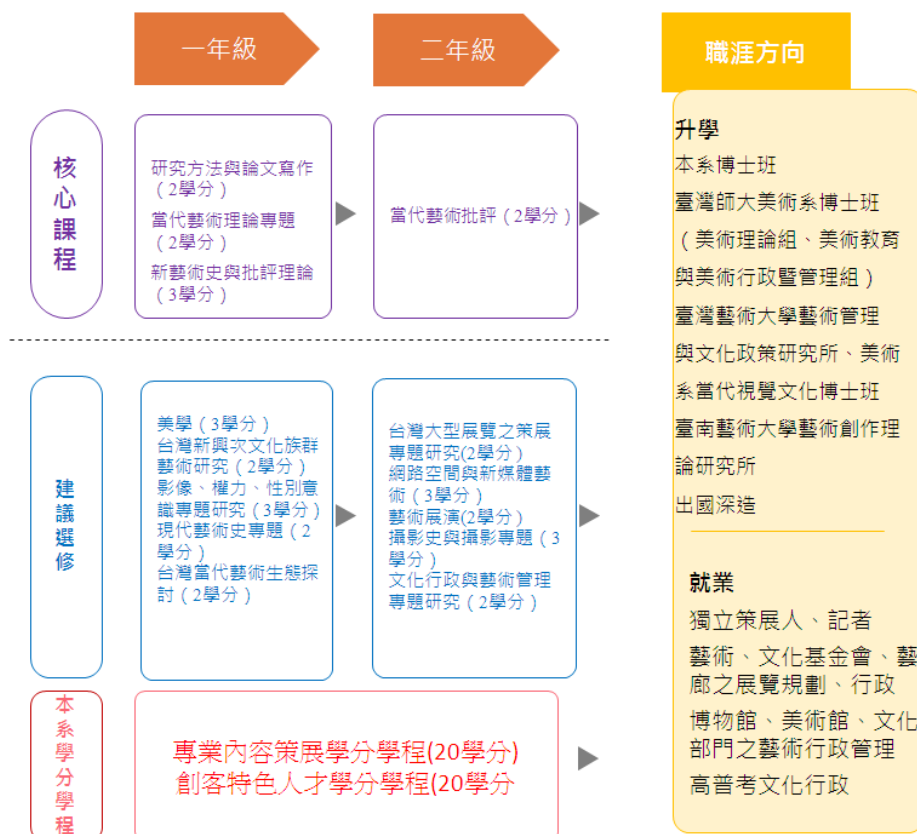 一年級
二年級
職涯方向
核心課程
研究方法與論文寫作
（2學分）
當代藝術理論專題
（2學分）
新藝術史與批評理論
（3學分）
當代藝術批評（2學分）
建議選修
美學（3學分）
台灣新興次文化族群
藝術研究（2學分）
影像、權力、性別意
識專題研究（3學分）
現代藝術史專題（2
學分）
台灣當代藝術生態探
討（2學分）
台灣大型展覽之策展
專題研究(2學分）
網路空間與新媒體藝
術（3學分）
藝術展演(2學分）
攝影史與攝影專題（3
學分）
文化行政與藝術管理
專題研究（2學分）
本系學分學程
專業內容策展學分學程(20學分)
創客特色人才學分學程(20學分
升學
本系博士班
臺灣師大美術系博士班
（美術理論組、美術教育
與美術行政暨管理組）
臺灣藝術大學藝術管理
與文化政策研究所、美術
系當代視覺文化博士班
臺南藝術大學藝術創作理
論研究所
出國深造
就業
獨立策展人、記者
藝術、文化基金會、藝
廊之展覽規劃、行政
博物館、美術館、文化
部門之藝術行政管理
高普考文化行政